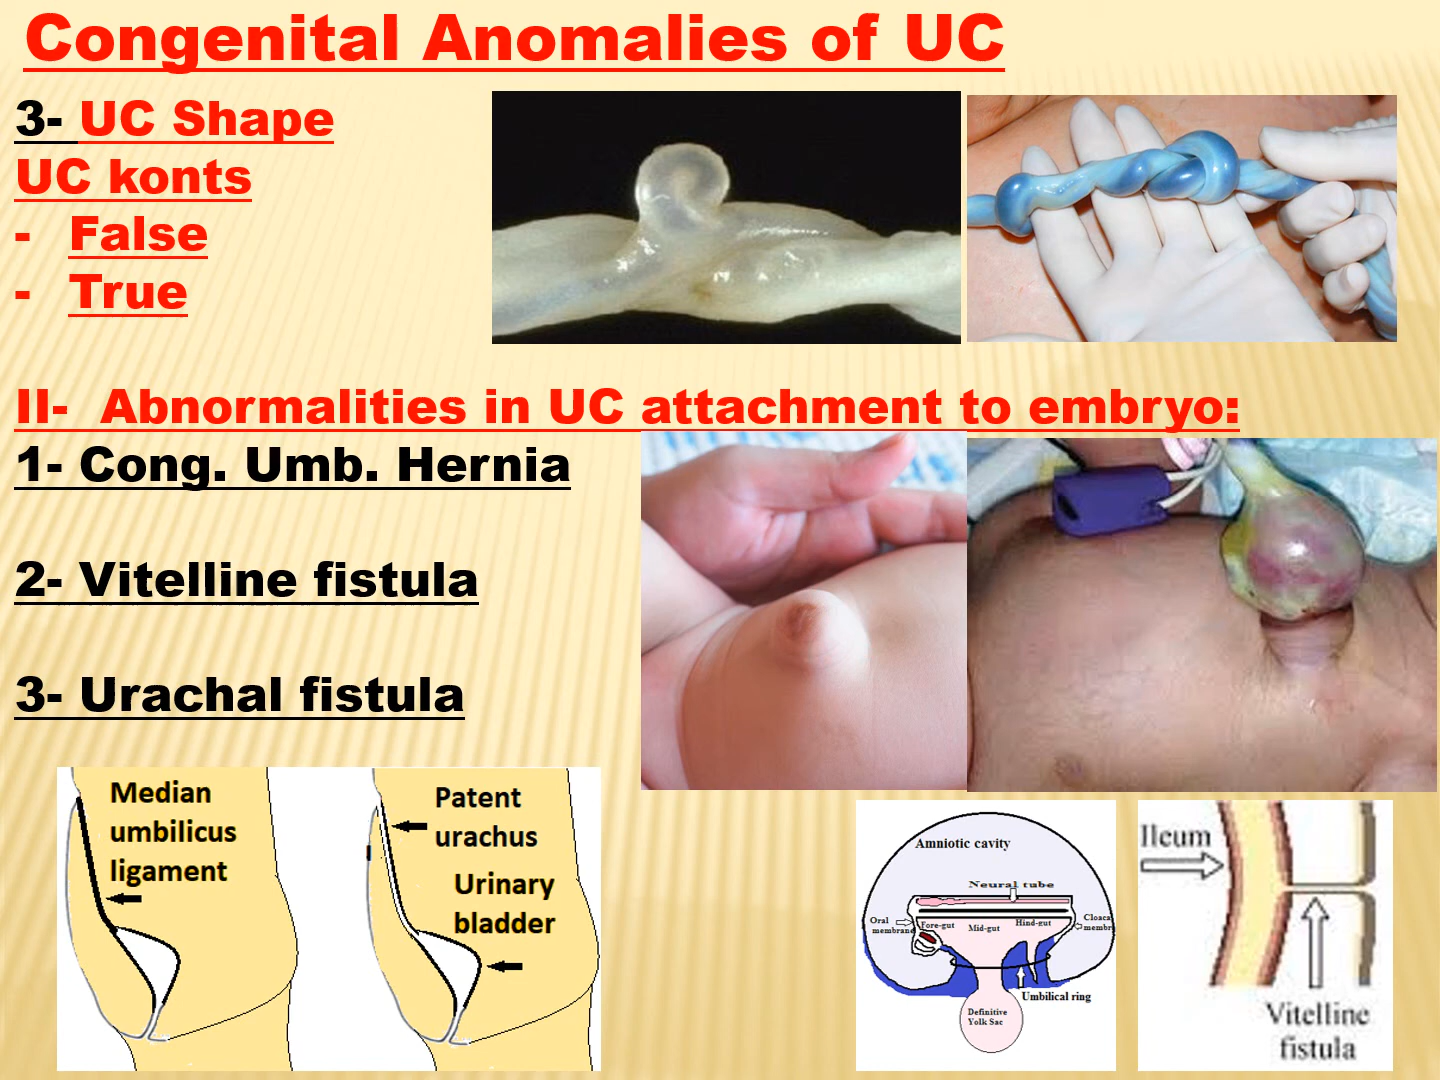 Congenital Anomalies of UC
3- UC Shape
UC konts
- False
- True
II- Abnormalities in UC attachment to embryo:
1- Cong. Umb. Hernia
2- Vitelline fistula
3- Urachal fistula
Median
umbilicus
ligament
Patent
urachus
Urinary
bladder
Amniotic cavity
Neural tube
Oral
membrane
Fore-gut
Mid-gut
Hind-gut
Cloaca
membr
Umbilical ring
Definitive
Yolk Sac
Ileum
Vitelline
fistula